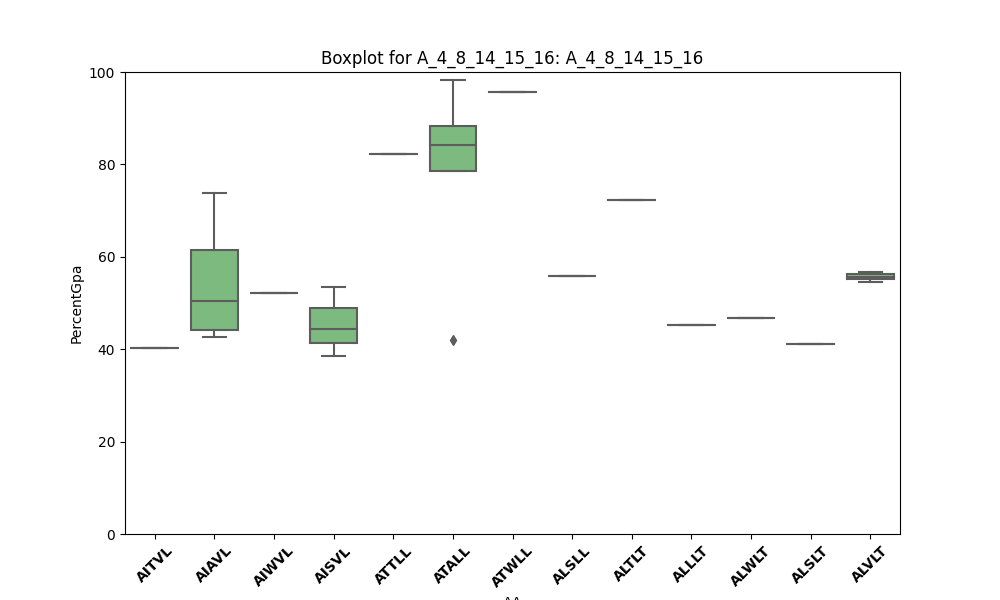 Boxplot for A_4_8_14_15_16: A_4_8_14_15_16
100
80
60
40
20
0
PercentGpa
AITVL
AIAVL
AIWVL
AISVL
ATTLL
ATALL
ATWLL
ALSLL
ALTLT
ALLLT
ALWLT
ALSLT
ALVLT